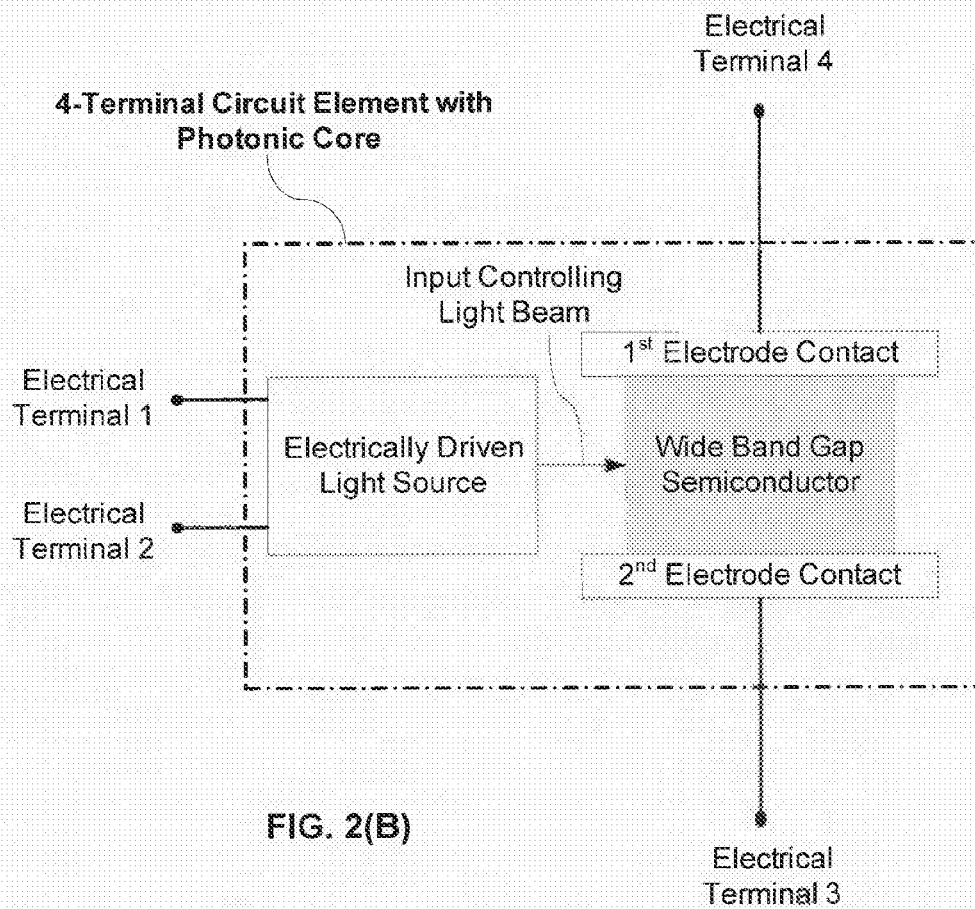 Electrical
Terminal 4
4-Terminal Circuit Element with
Photonic Core
Input Controlling
Light Beam
1st Electrode Contact
Electrical
Terminal 1
Electrically Driven
Light Source
Wide Band Gap
Semiconductor
Electrical
Terminal 2
2nd Electrode Contact
FIG. 2(B)
Electrical
Terminal 3